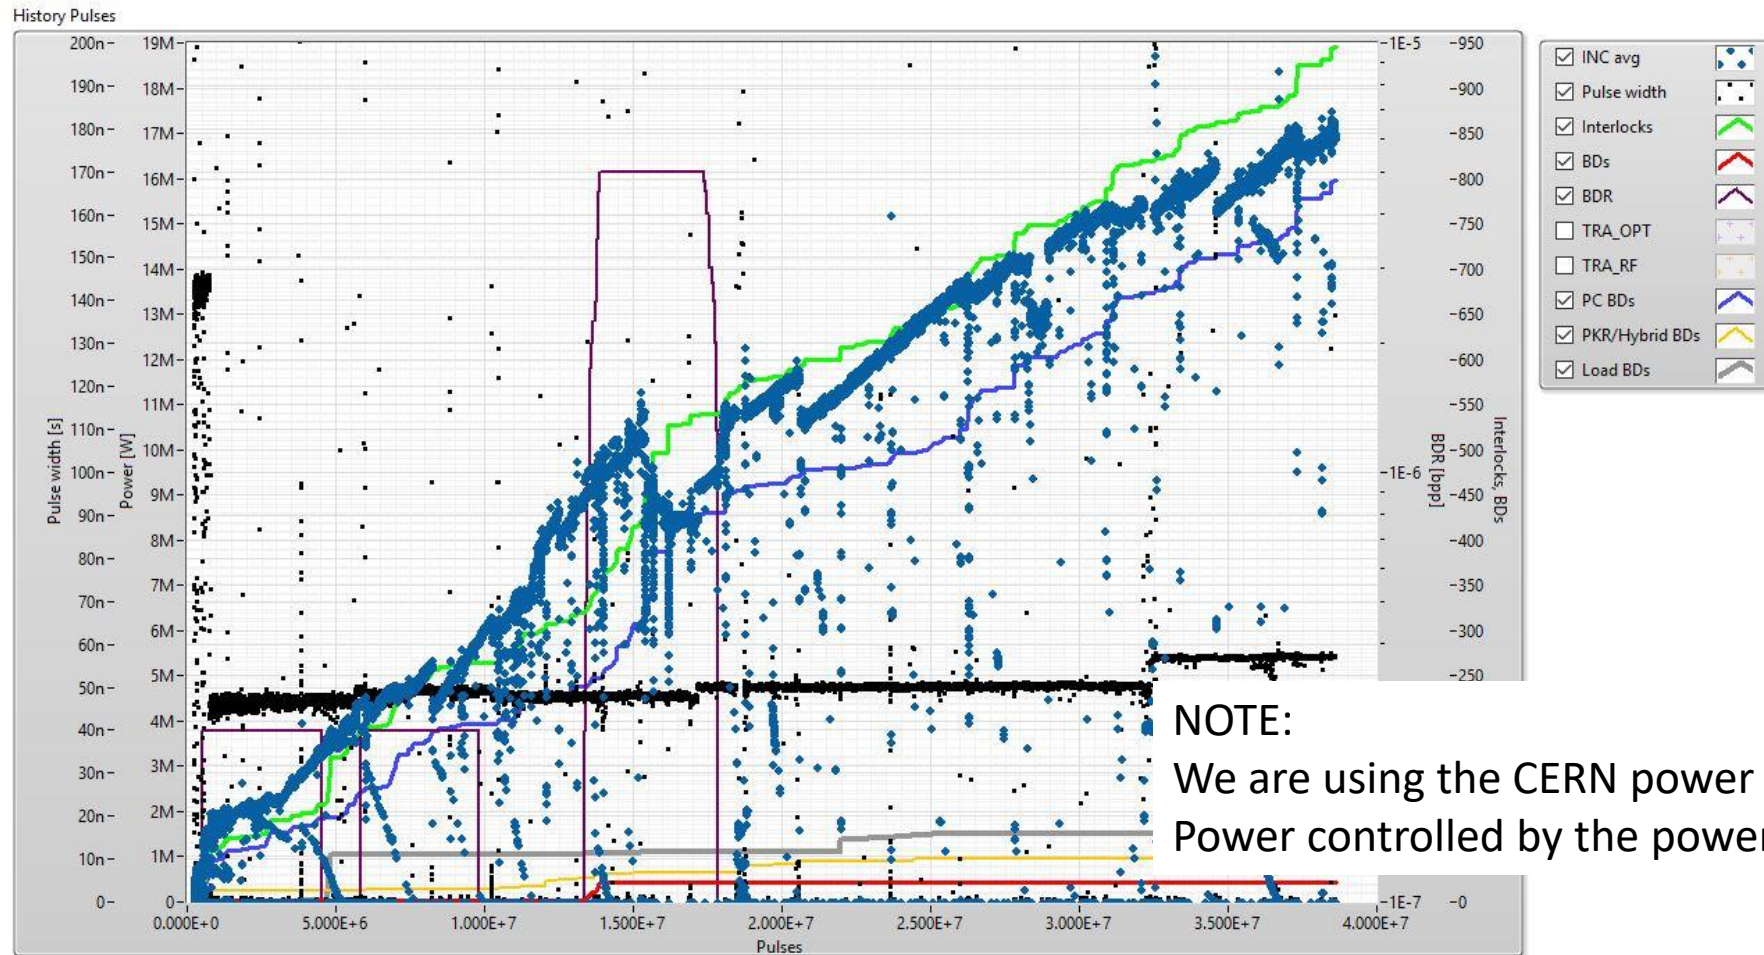 History Pulses
200n
190n
180n
170n
160n
150n
140n
130n
120n
110n
100n
90n
80n
70n
60n
50n
40n
30n
20n
10n
0
Pulse width [s]
19M
18M
17M
16M
15M
14M
13M
12M
11M
10M
9M
8M
7M
6M
5M
4M
3M
2M
1M
0
Power [W]
1E-5
1E-6
1E-7
BDR [bpp]
950
900
850
800
750
700
650
600
550
500
450
400
350
300
250
0
Interlocks, BDs
0.000E+0
5.000E+6
1.000E+7
1.500E+7
2.000E+7
2.500E+7
3.000E+7
3.500E+7
4.000E+7
Pulses
INC avg
Pulse width
Interlocks
BDs
BDR
TRA_OPT
TRA_RF
PC BDs
PKR/Hybrid BDs
Load BDs
NOTE:
We are using the CERN power
Power controlled by the power